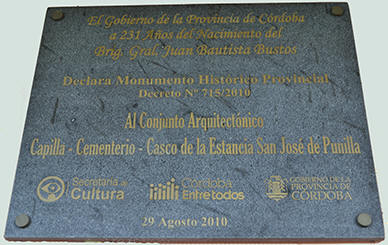 El Gobierno de la Provincia de Córdoba
a 231 Años del Nacimiento del
Brig. Gral. Juan Bautista Bustos
Declara Monumento Histórico Provincial
Decreto Nº 715/2010
Al Conjunto Arquitectónico
Capilla - Cementerio - Casco de la Estancia San José de Punilla
Secretaría de
Cultura
Córdoba
Entre todos
GOBIERNO DE LA
PROVINCIA DE
CÓRDOBA
29 Agosto 2010